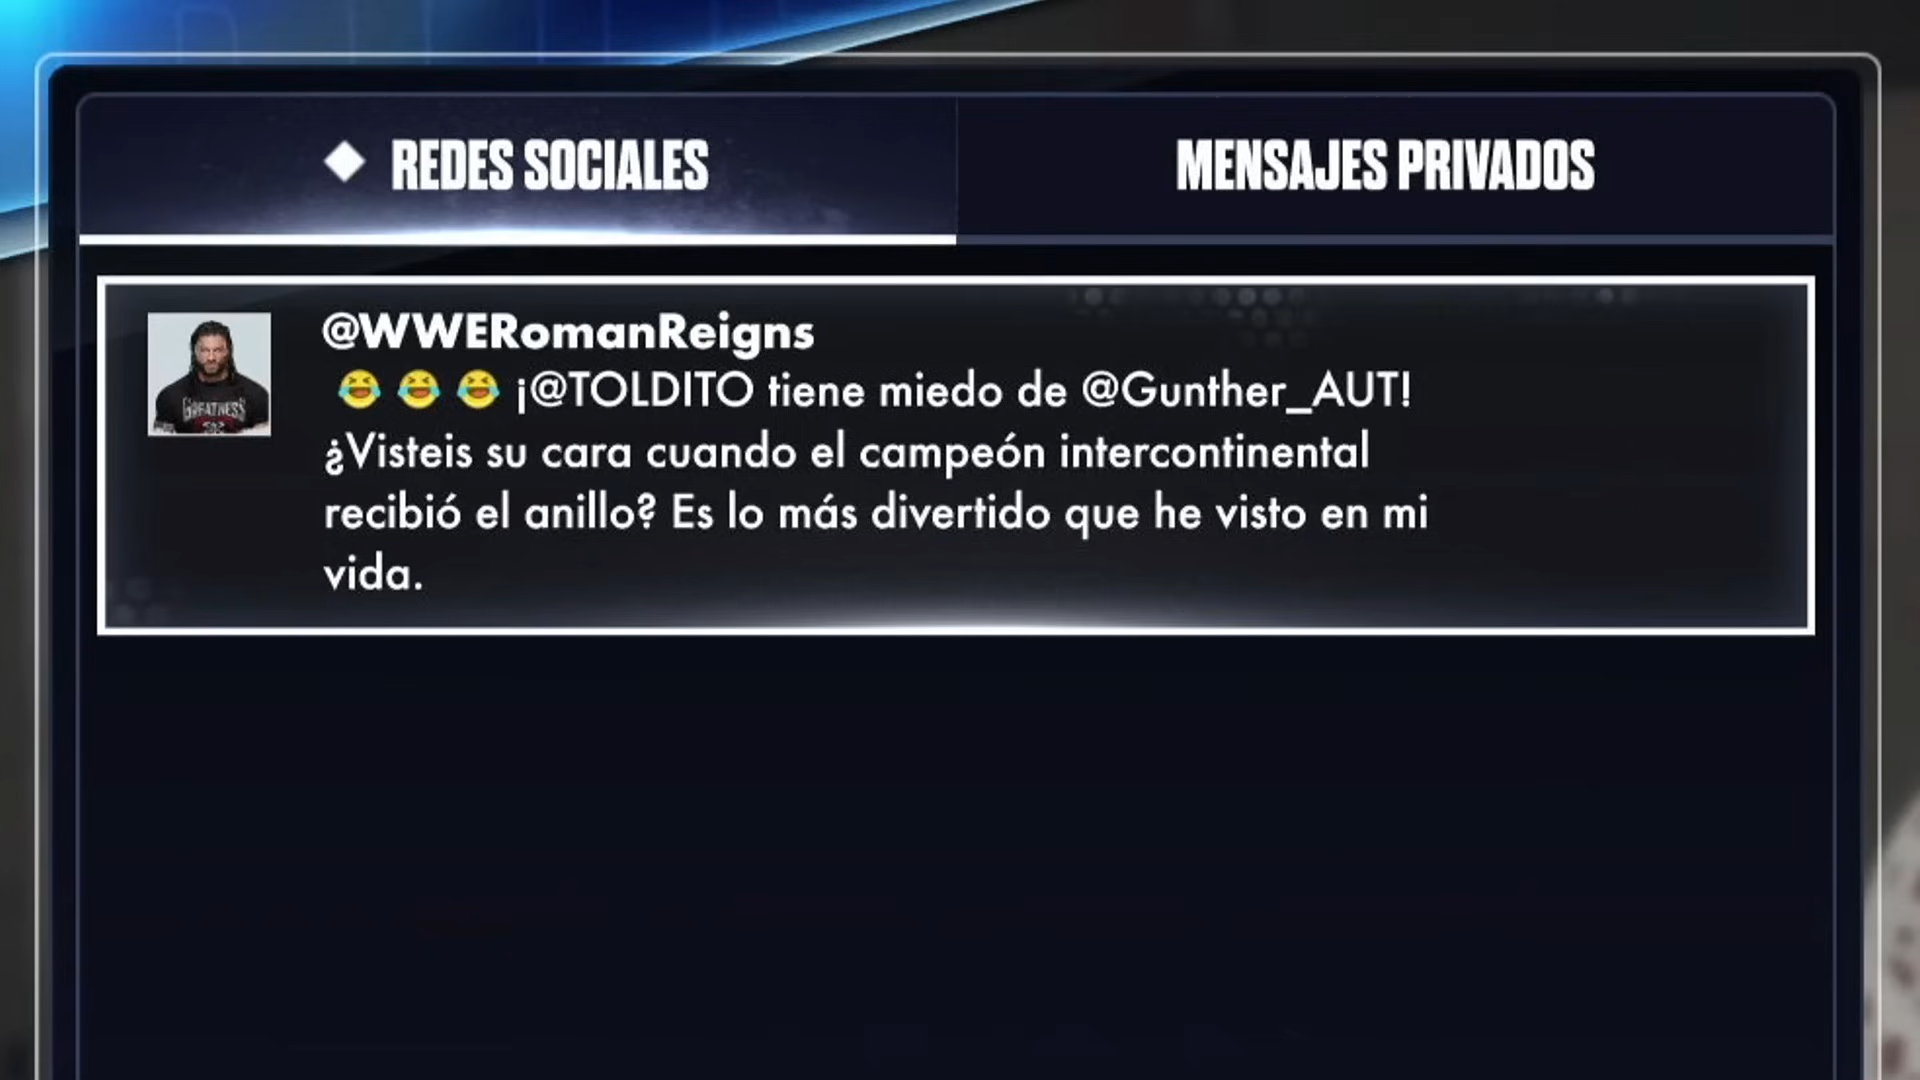 REDES SOCIALES
MENSAJES PRIVADOS
@WWERomanReigns
😂 😂 😂 ¡@TOLDITO tiene miedo de @Gunther_AUT!
¿Visteis su cara cuando el campeón intercontinental
recibió el anillo? Es lo más divertido que he visto en mi
vida.
GREATNESS